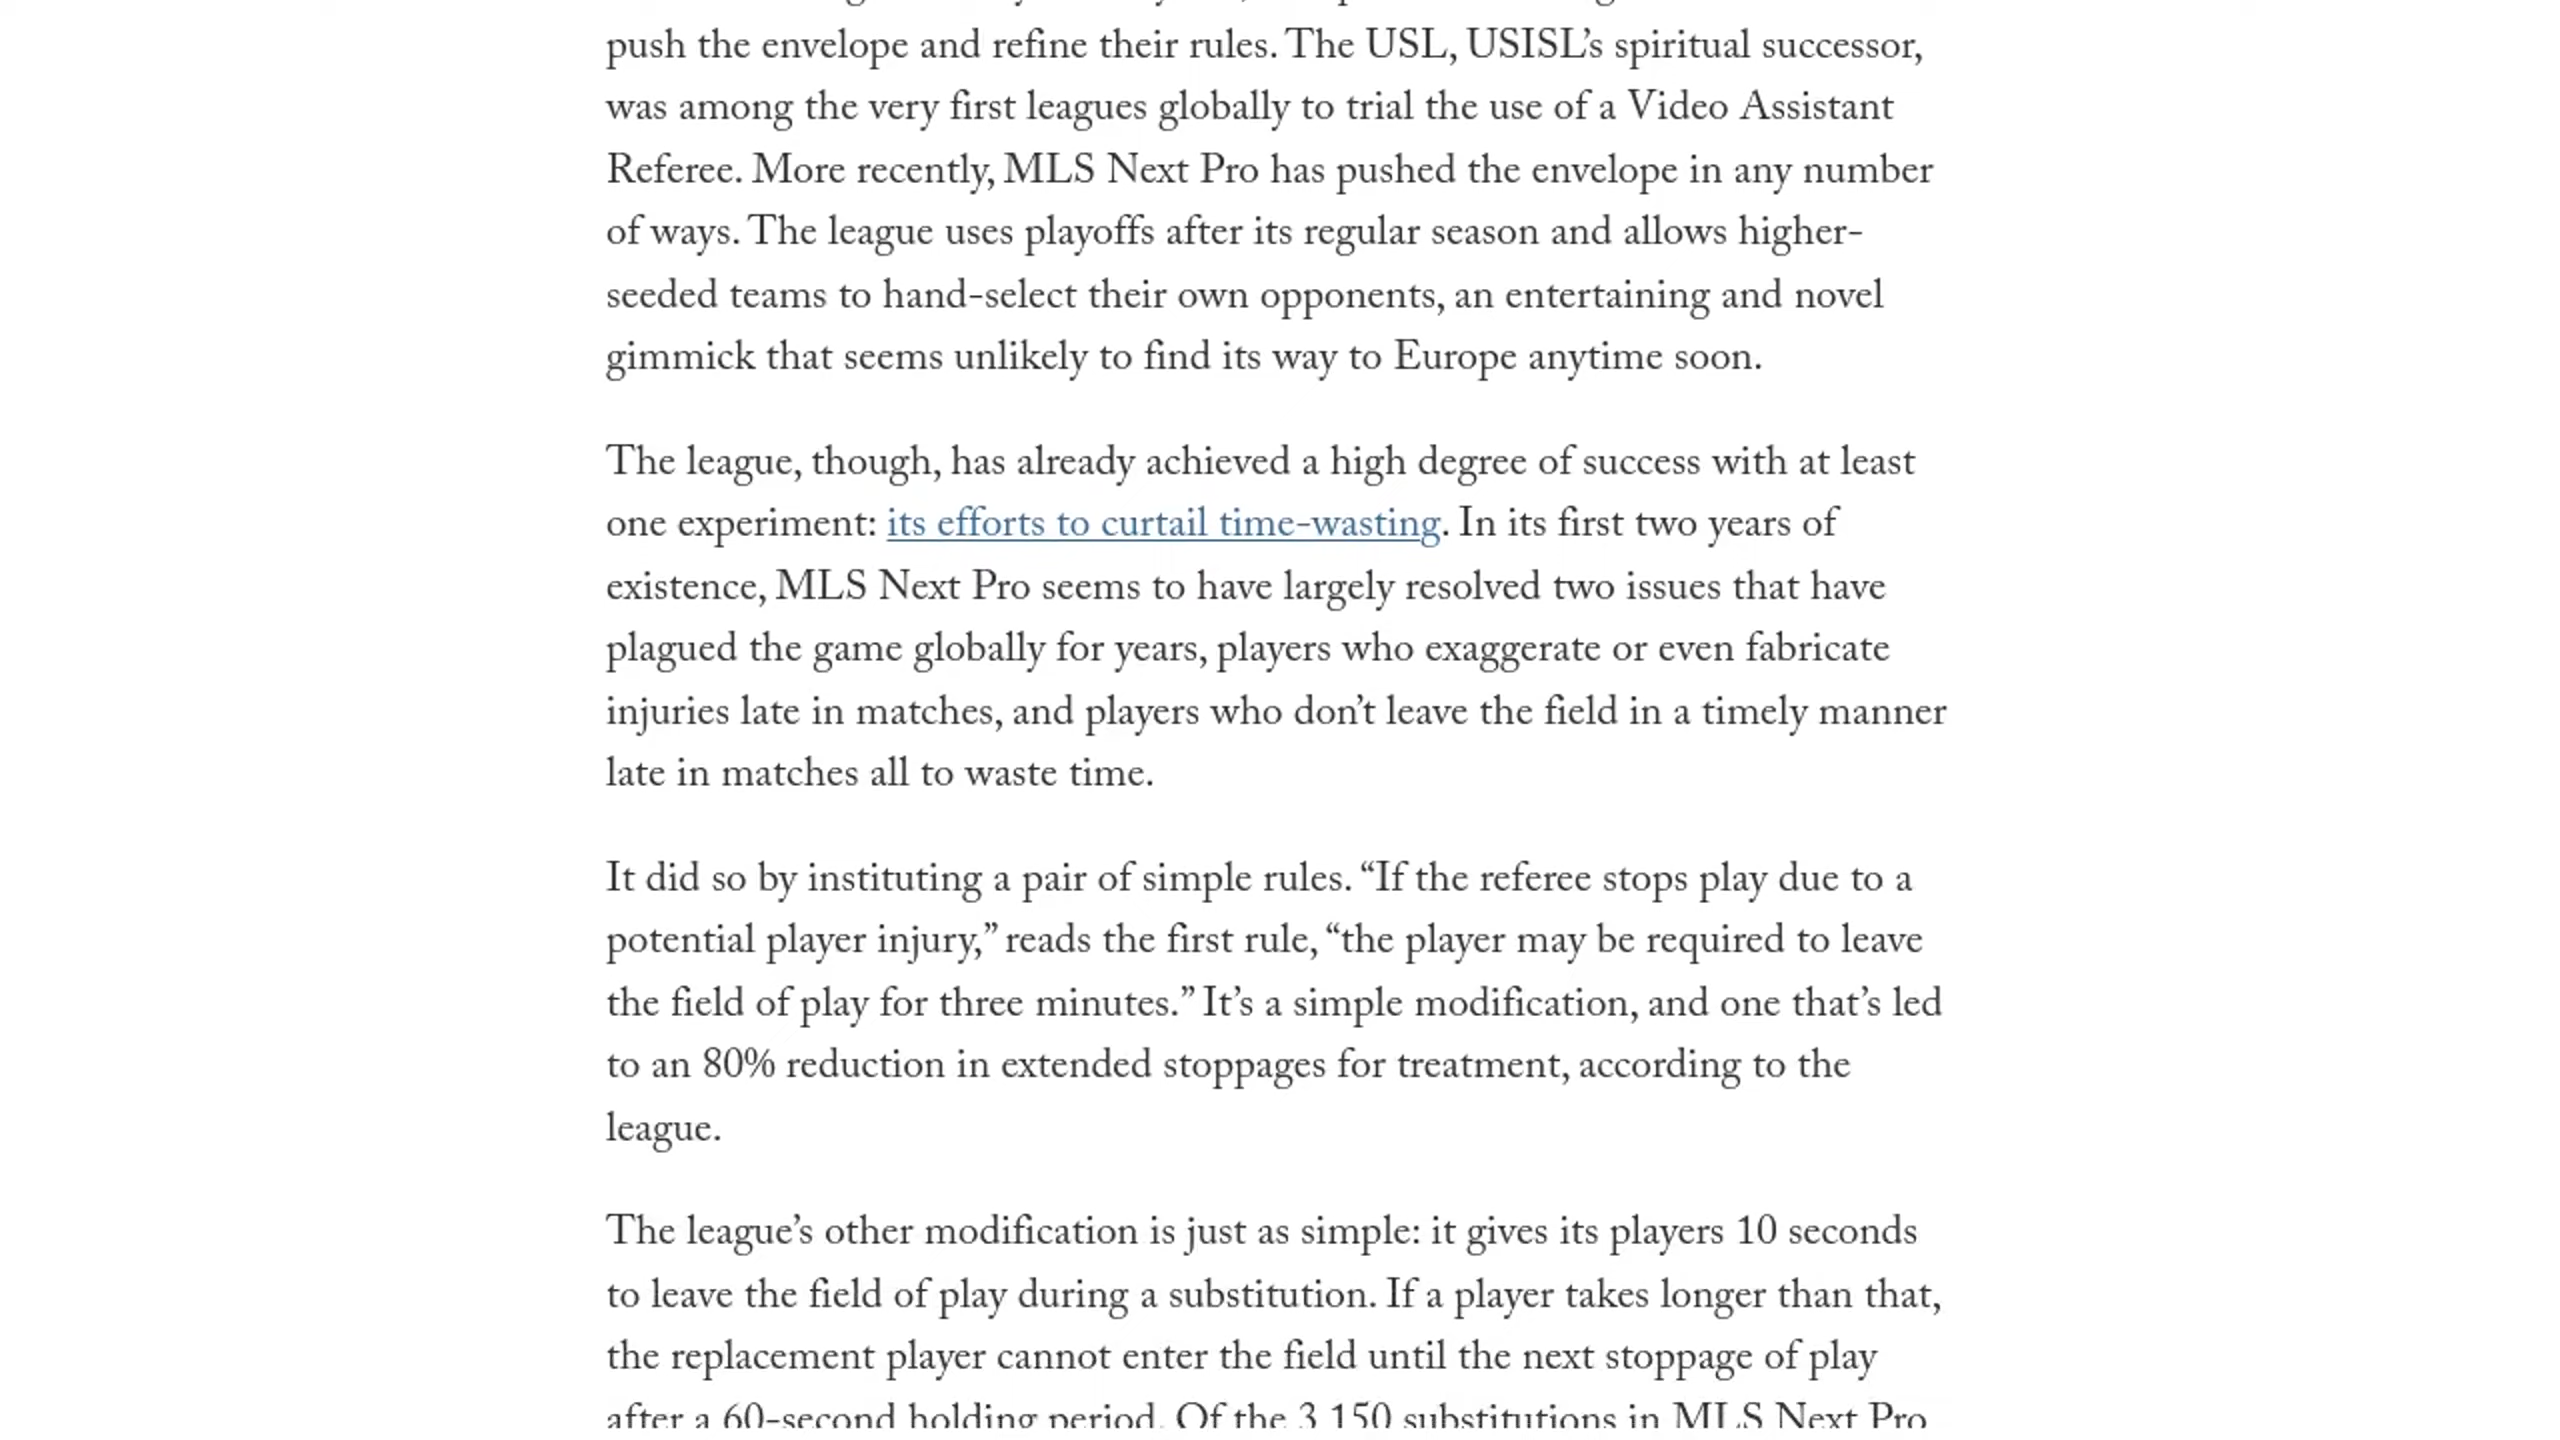 push the envelope and refine their rules. The USL, USISL’s spiritual successor,
was among the very first leagues globally to trial the use of a Video Assistant
Referee. More recently, MLS Next Pro has pushed the envelope in any number
of ways. The league uses playoffs after its regular season and allows higher-
seeded teams to hand-select their own opponents, an entertaining and novel
gimmick that seems unlikely to find its way to Europe anytime soon.
The league, though, has already achieved a high degree of success with at least
one experiment: its efforts to curtail time-wasting. In its first two years of
existence, MLS Next Pro seems to have largely resolved two issues that have
plagued the game globally for years, players who exaggerate or even fabricate
injuries late in matches, and players who don’t leave the field in a timely manner
late in matches all to waste time.
It did so by instituting a pair of simple rules. “If the referee stops play due to a
potential player injury,” reads the first rule, “the player may be required to leave
the field of play for three minutes.” It’s a simple modification, and one that’s led
to an 80% reduction in extended stoppages for treatment, according to the
league.
The league’s other modification is just as simple: it gives its players 10 seconds
to leave the field of play during a substitution. If a player takes longer than that,
the replacement player cannot enter the field until the next stoppage of play
after a 60-second holding period. Of the 3,150 substitutions in MLS Next Pro